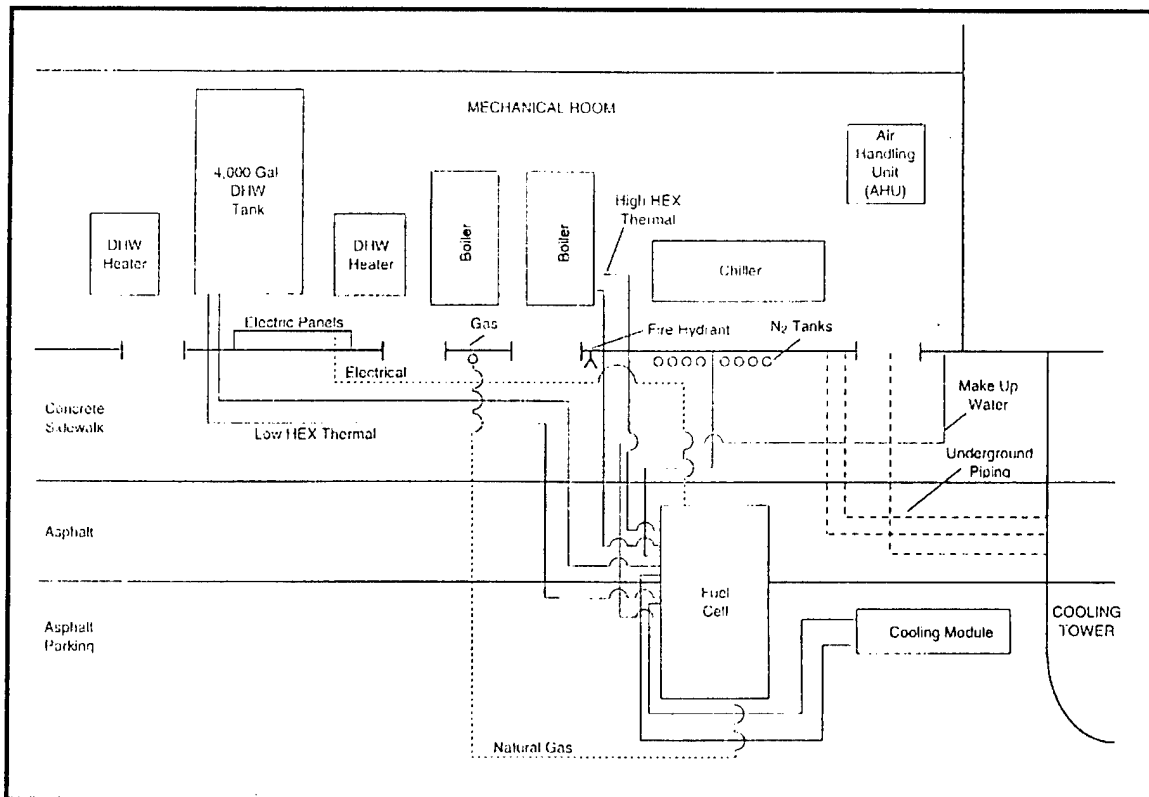 MECHANICAL ROOM
Air
Handling
Unit
(AHU)
4,000 Gal
DHW
Tank
High HEX
Thermal
DHW
Heater
DHW
Heater
Boiler
Boiler
Chiller
Electric Panels
Gas
Fire Hydrant
N₂ Tanks
Electrical
Make Up
Water
Concrete
Sidewalk
Low HEX Thermal
Underground
Piping
Asphalt
Fuel
Cell
Asphalt
Parking
Cooling Module
COOLING
TOWER
Natural Gas